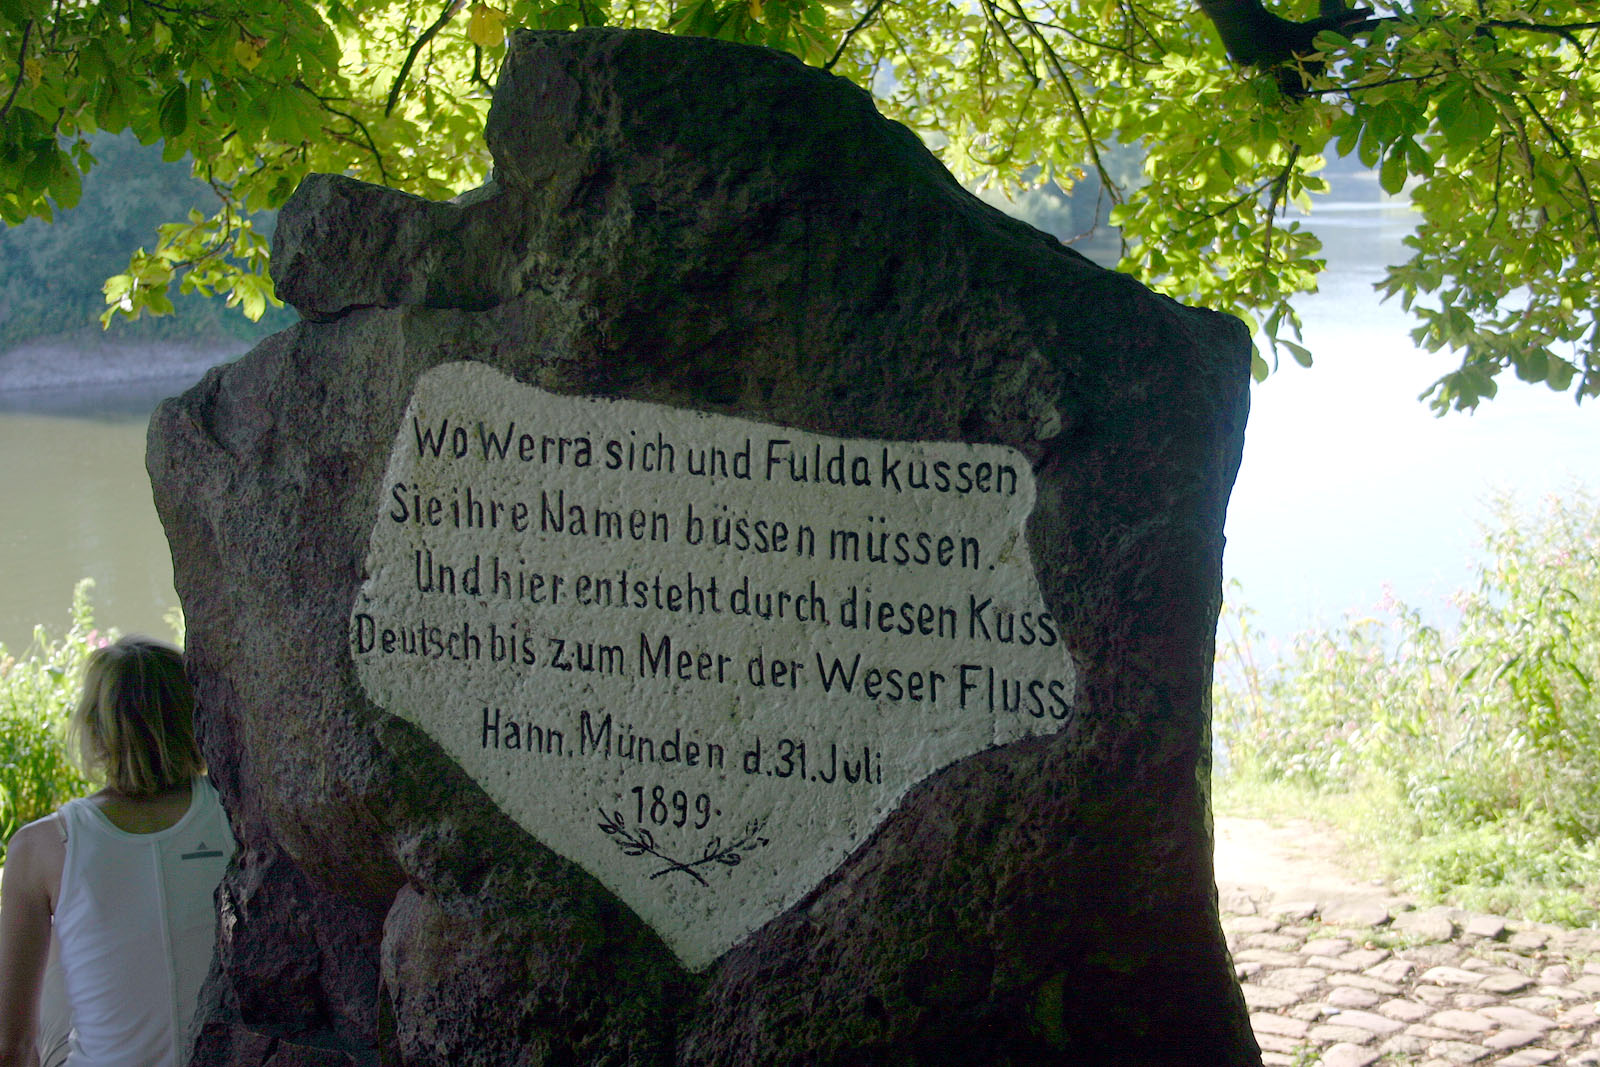 Wo Werra sich und Fulda küssen
Sie ihre Namen büssen müssen.
Und hier entsteht durch diesen Kuss
Deutsch bis zum Meer der Weser Fluss
Hann. Münden d. 31. Juli
1899.